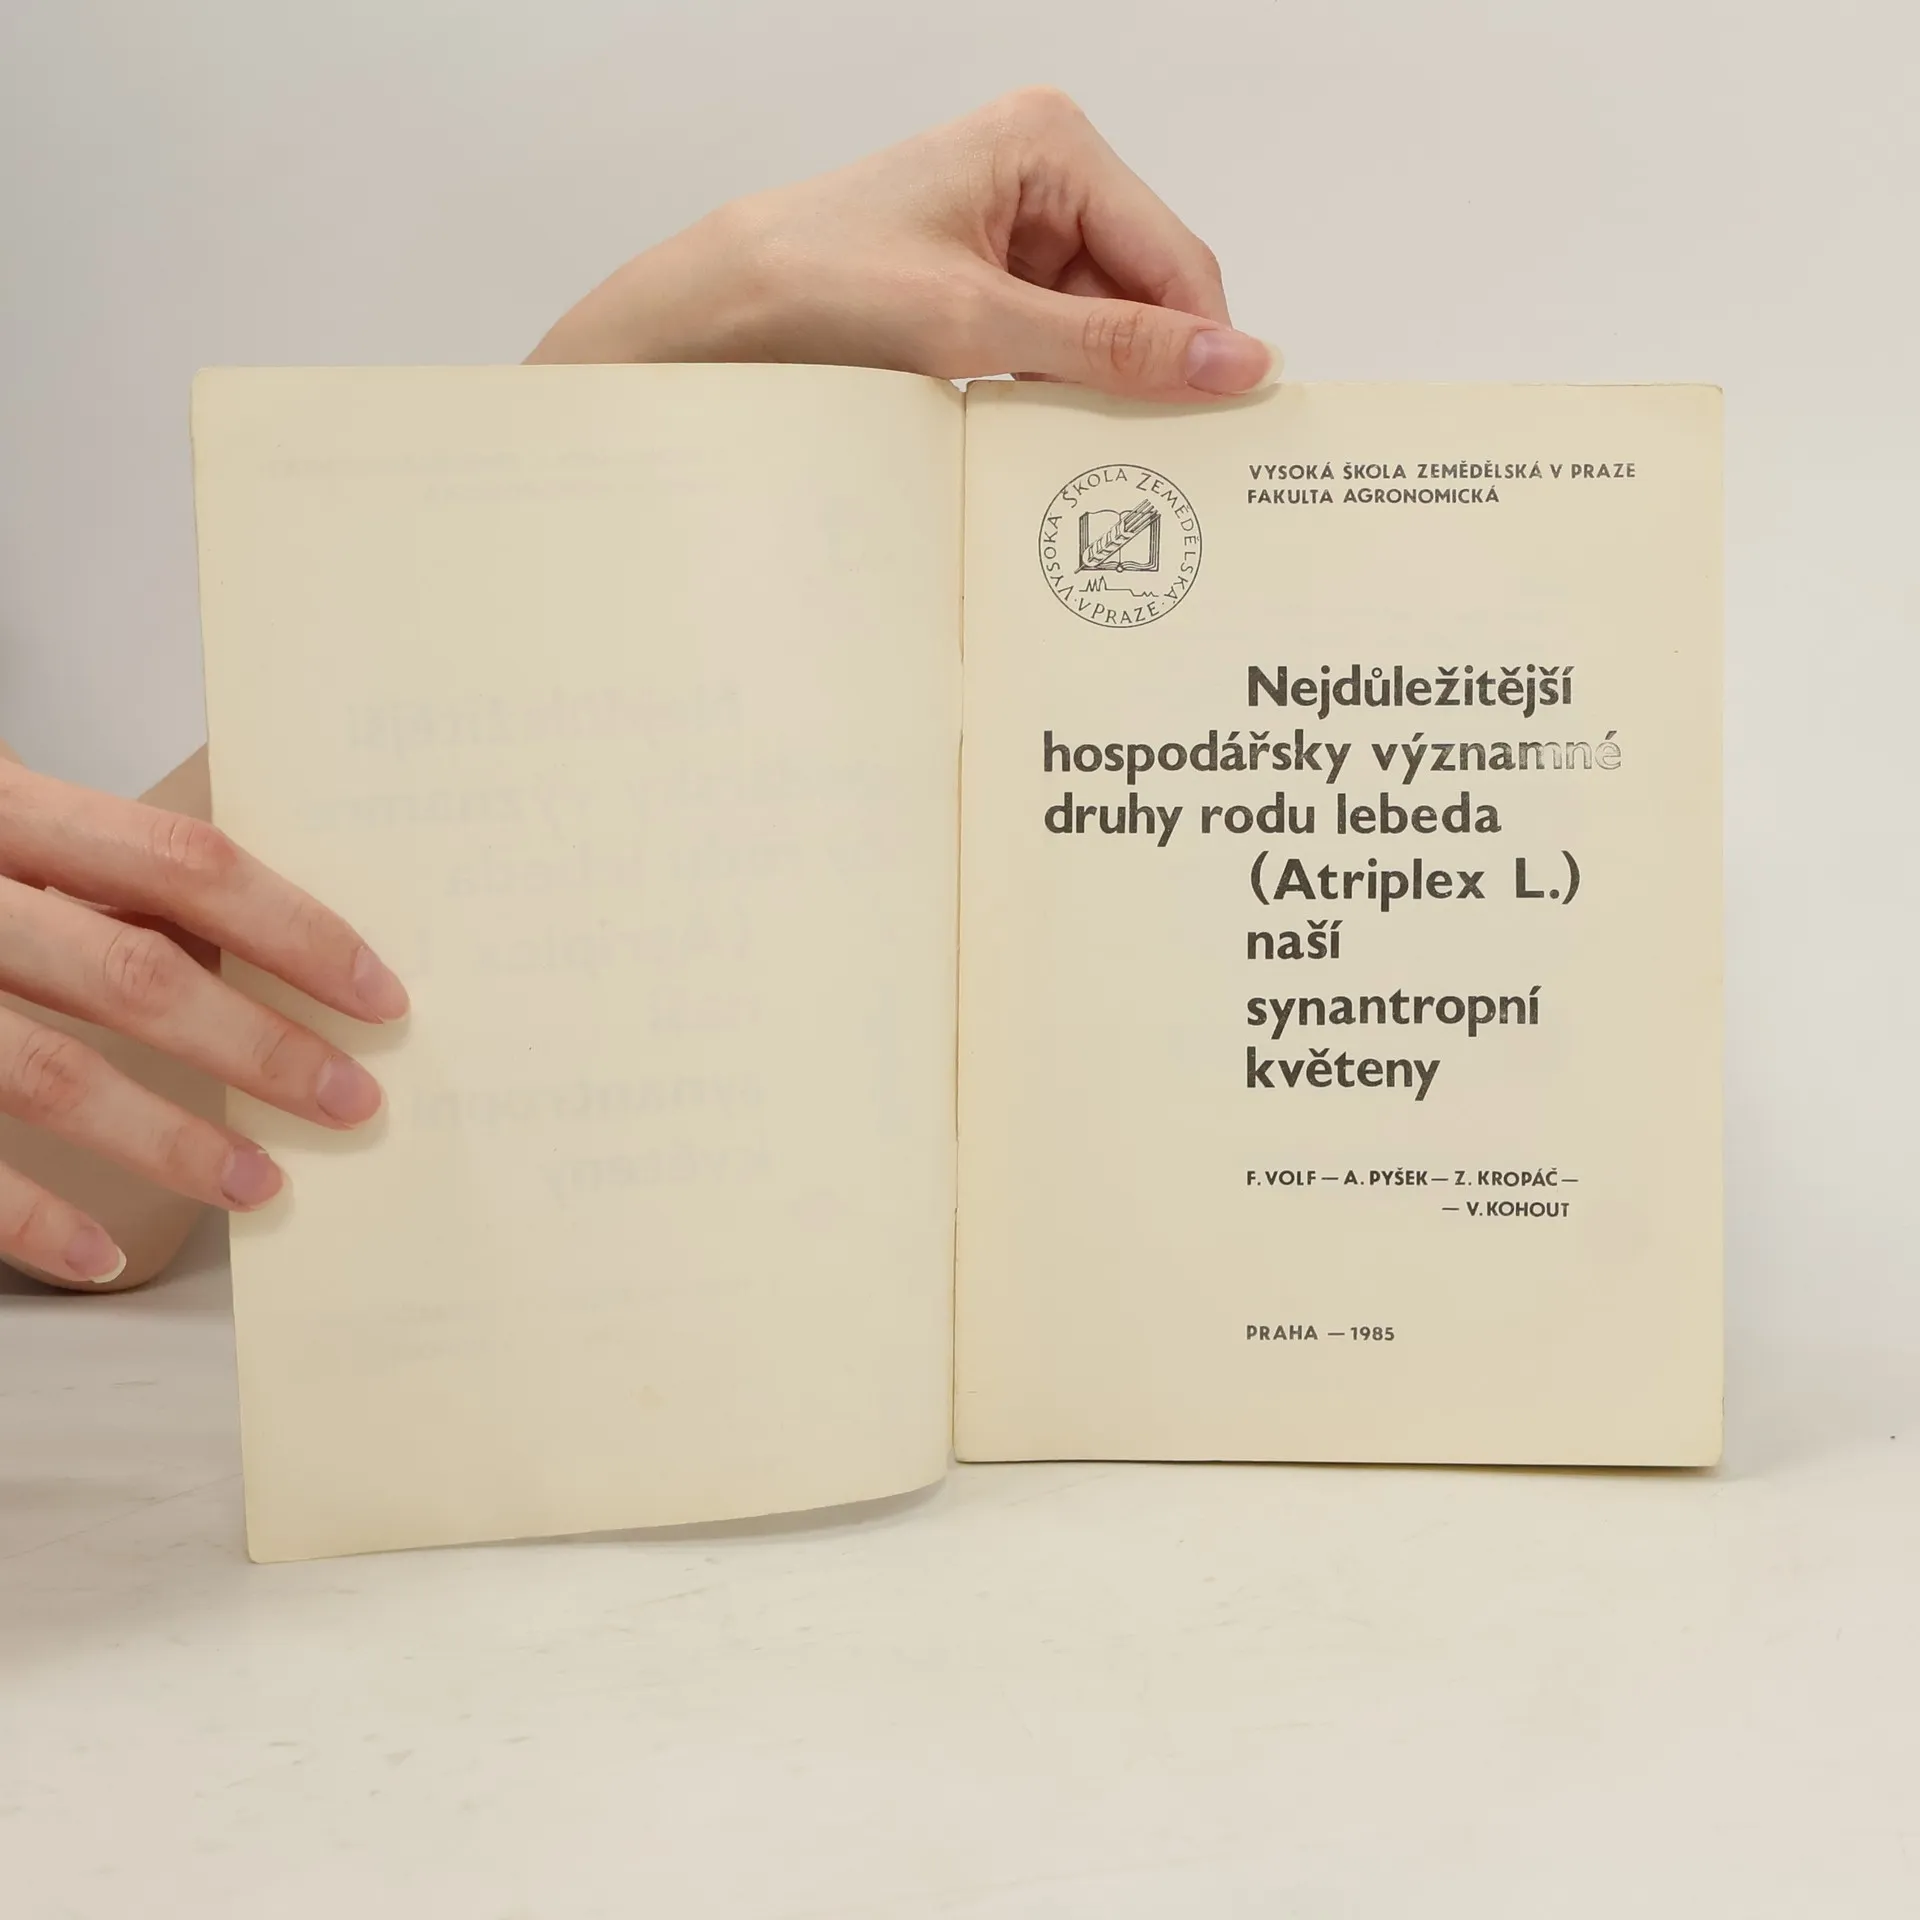 VYSOKÁ ŠKOLA ZEMĚDĚLSKÁ V PRAZE
FAKULTA AGRONOMICKÁ
VYSOKÁ ŠKOLA ZEMĚDĚLSKÁ · V PRAZE ·
Nejdůležitější
hospodářsky významné
druhy rodu lebeda
(Atriplex L.)
naší
synantropní
květeny
F. VOLF — A. PYŠEK — Z. KROPÁČ —
— V. KOHOUT
PRAHA — 1985